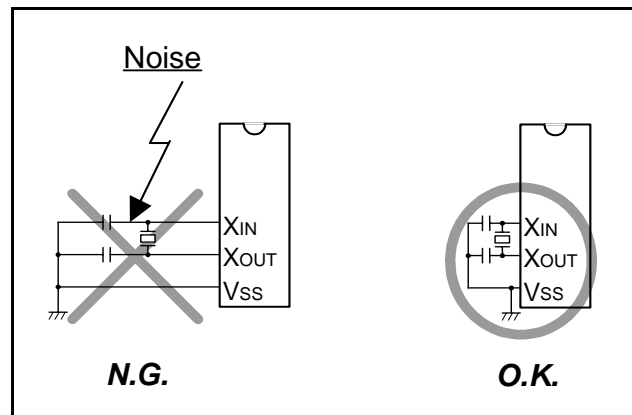 Noise
XIN
XOUT
VSS
N.G.
XIN
XOUT
VSS
O.K.